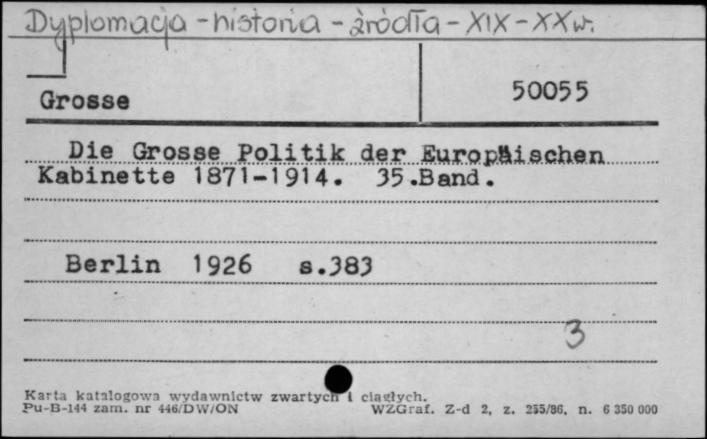 Dyplomacja - historia - źródła - XIX - XX w.
Grosse
50055
Die Grosse Politik der Europäischen
Kabinette 1871-1914. 35.Band.
Berlin 1926 s.383
3
Karta katalogowa wydawnictw zwartych i ciągłych.
Pu-B-144 zam. nr 446/DW/ON
WZGraf. Z-d 2, z. 255/86, n. 6 350 000